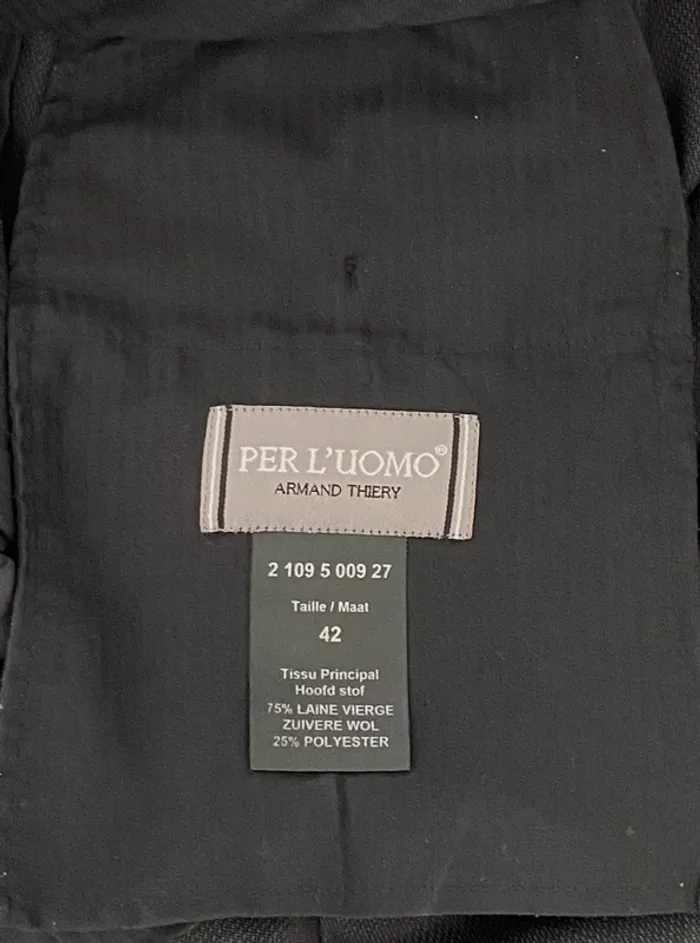 PER L'UOMO®
ARMAND THIERY
2 109 5 009 27
Taille / Maat
42
Tissu Principal
Hoofd stof
75% LAINE VIERGE
ZUIVERE WOL
25% POLYESTER